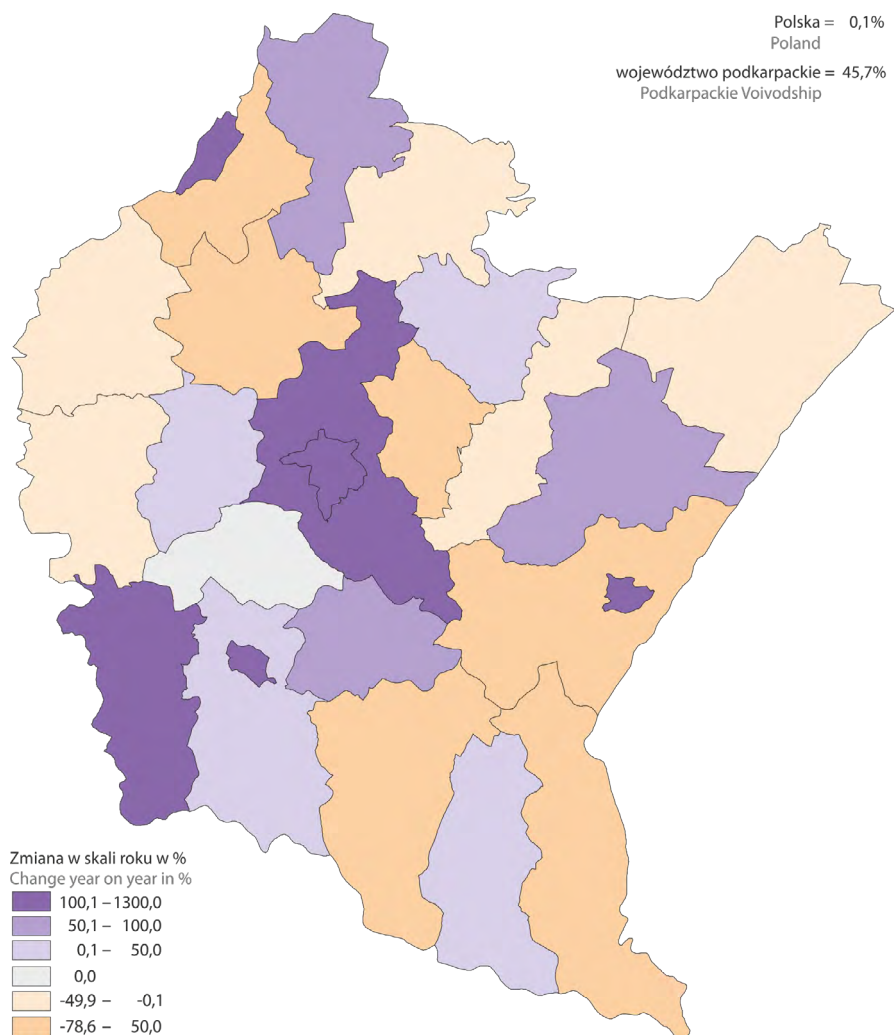 Polska = 0,1%
Poland
województwo podkarpackie = 45,7%
Podkarpackie Voivodship
Zmiana w skali roku w %
Change year on year in %
100,1 – 1300,0
50,1 – 100,0
0,1 – 50,0
0,0
-49,9 – -0,1
-78,6 – 50,0